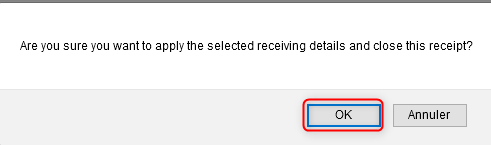 Are you sure you want to apply the selected receiving details and close this receipt?
OK Annuler